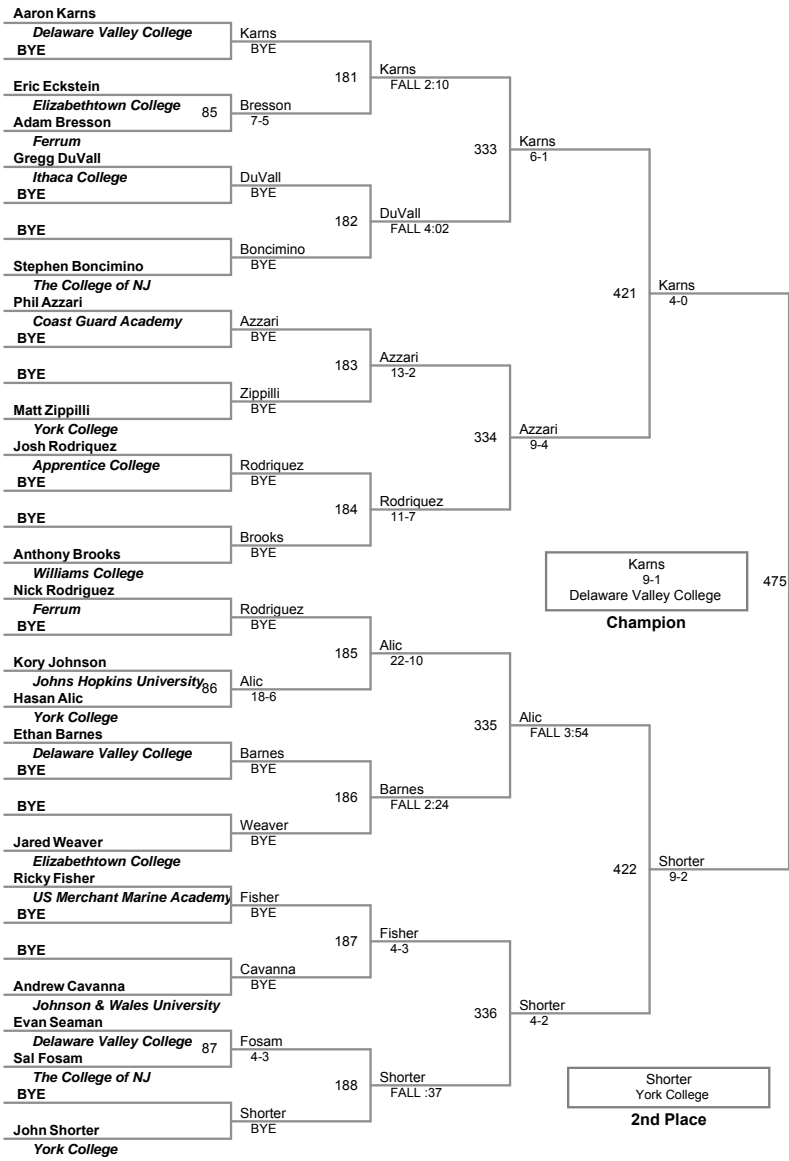 Aaron Karns
Delaware Valley College
BYE
Eric Eckstein
Elizabethtown College
Adam Bresson
Ferrum
Gregg DuVall
Ithaca College
BYE
BYE
Stephen Boncimino
The College of NJ
Phil Azzari
Coast Guard Academy
BYE
BYE
Matt Zippilli
York College
Josh Rodriquez
Apprentice College
BYE
BYE
Anthony Brooks
Williams College
Nick Rodriguez
Ferrum
BYE
Kory Johnson
Johns Hopkins University
Hasan Alic
York College
Ethan Barnes
Delaware Valley College
BYE
BYE
Jared Weaver
Elizabethtown College
Ricky Fisher
US Merchant Marine Academy
BYE
BYE
Andrew Cavanna
Johnson & Wales University
Evan Seaman
Delaware Valley College
Sal Fosam
The College of NJ
BYE
John Shorter
York College
85
86
87
Karns
BYE
Bresson
7-5
DuVall
BYE
Boncimino
BYE
Azzari
BYE
Zippilli
BYE
Rodriquez
BYE
Brooks
BYE
Rodriguez
BYE
Alic
18-6
Barnes
BYE
Weaver
BYE
Fisher
BYE
Cavanna
BYE
Fosam
4-3
Shorter
BYE
181
182
183
184
185
186
187
188
Karns
FALL 2:10
DuVall
FALL 4:02
Azzari
13-2
Rodriquez
11-7
Alic
22-10
Barnes
FALL 2:24
Fisher
4-3
Shorter
FALL :37
333
334
335
336
Karns
6-1
Azzari
9-4
Alic
FALL 3:54
Shorter
4-2
421
422
Karns
4-0
Shorter
9-2
475
Karns
9-1
Delaware Valley College
Champion
Shorter
York College
2nd Place